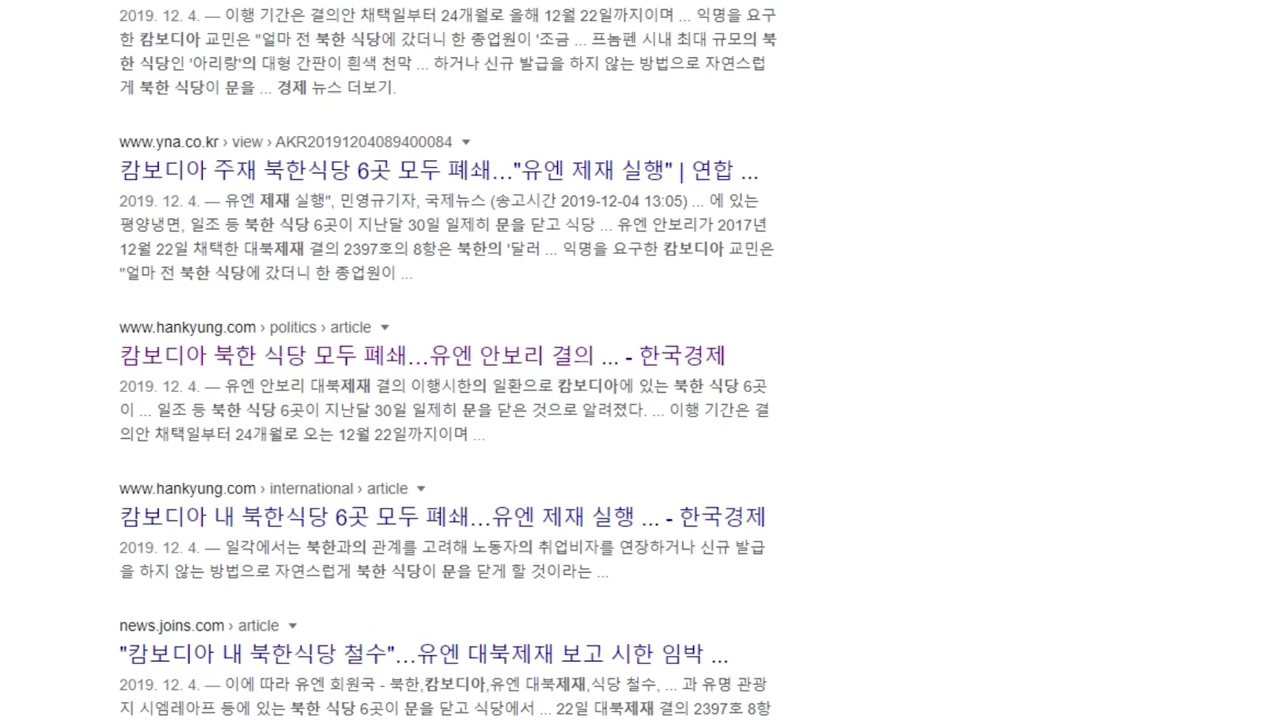 2019. 12. 4. — 이행 기간은 결의안 채택일부터 24개월로 올해 12월 22일까지이며 ... 익명을 요구
한 캄보디아 교민은 "얼마 전 북한 식당에 갔더니 한 종업원이 '조금 ... 프놈펜 시내 최대 규모의 북
한 식당인 '아리랑'의 대형 간판이 흰색 천막 ... 하거나 신규 발급을 하지 않는 방법으로 자연스럽
게 북한 식당이 문을 ... 경제 뉴스 더보기.
www.yna.co.kr › view › AKR20191204089400084
캄보디아 주재 북한식당 6곳 모두 폐쇄..."유엔 제재 실행" | 연합 ...
2019. 12. 4. — 유엔 제재 실행", 민영규기자, 국제뉴스 (송고시간 2019-12-04 13:05) ... 에 있는
평양냉면, 일조 등 북한 식당 6곳이 지난달 30일 일제히 문을 닫고 식당 ... 유엔 안보리가 2017년
12월 22일 채택한 대북제재 결의 2397호의 8항은 북한의 '달러 ... 익명을 요구한 캄보디아 교민은
"얼마 전 북한 식당에 갔더니 한 종업원이 ...
www.hankyung.com › politics › article
캄보디아 북한 식당 모두 폐쇄...유엔 안보리 결의 ... - 한국경제
2019. 12. 4. — 유엔 안보리 대북제재 결의 이행시한의 일환으로 캄보디아에 있는 북한 식당 6곳
이 ... 일조 등 북한 식당 6곳이 지난달 30일 일제히 문을 닫은 것으로 알려졌다. ... 이행 기간은 결
의안 채택일부터 24개월로 오는 12월 22일까지이며 ...
www.hankyung.com › international › article
캄보디아 내 북한식당 6곳 모두 폐쇄...유엔 제재 실행 ... - 한국경제
2019. 12. 4. — 일각에서는 북한과의 관계를 고려해 노동자의 취업비자를 연장하거나 신규 발급
을 하지 않는 방법으로 자연스럽게 북한 식당이 문을 닫게 할 것이라는 ...
news.joins.com › article
"캄보디아 내 북한식당 철수"...유엔 대북제재 보고 시한 임박 ...
2019. 12. 4. — 이에 따라 유엔 회원국 - 북한,캄보디아,유엔 대북제재,식당 철수, ... 과 유명 관광
지 시엠레아프 등에 있는 북한 식당 6곳이 문을 닫고 식당에서 ... 22일 대북제재 결의 2397호 8항